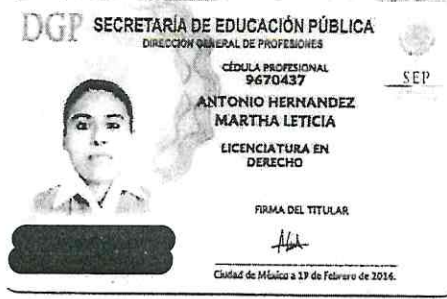 DGP
SECRETARÍA DE EDUCACIÓN PÚBLICA
DIRECCIÓN GENERAL DE PROFESIONES
CÉDULA PROFESIONAL
9670437
SEP
ANTONIO HERNANDEZ
MARTHA LETICIA
LICENCIATURA EN
DERECHO
FIRMA DEL TITULAR
Ciudad de México a 19 de Febrero de 2016.